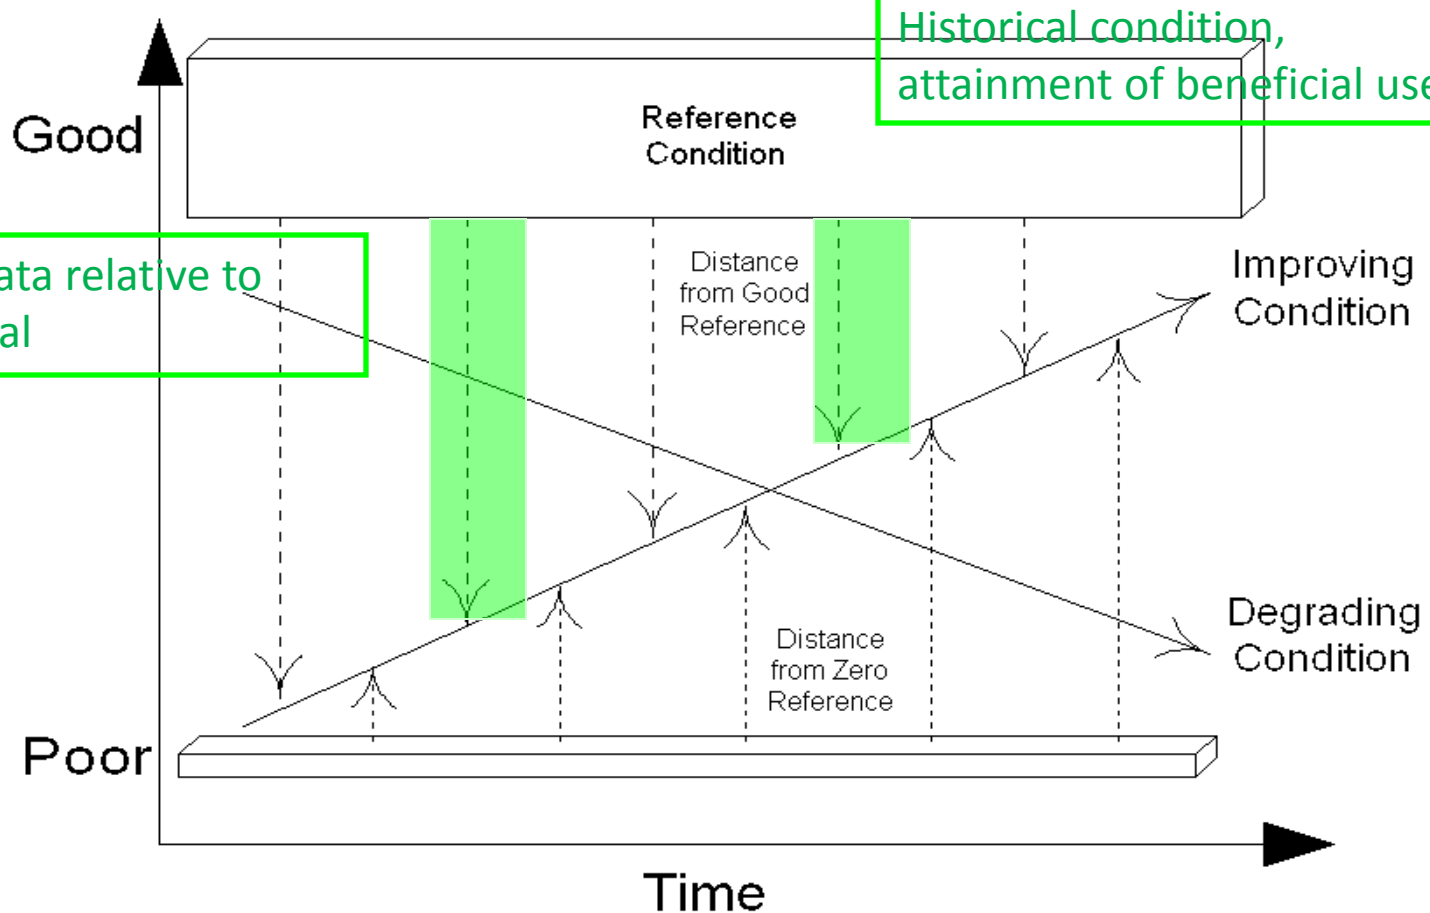 Historical condition,
attainment of beneficial use
Reference
Condition
Good
ata relative to
al
Distance
from Good
Reference
Improving
Condition
Distance
from Zero
Reference
Degrading
Condition
Poor
Time